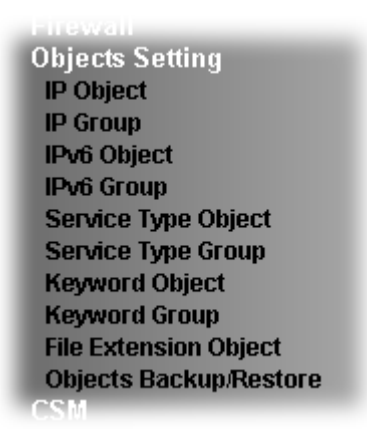 Firewall
Objects Setting
IP Object
IP Group
IPv6 Object
IPv6 Group
Service Type Object
Service Type Group
Keyword Object
Keyword Group
File Extension Object
Objects Backup/Restore
CSM